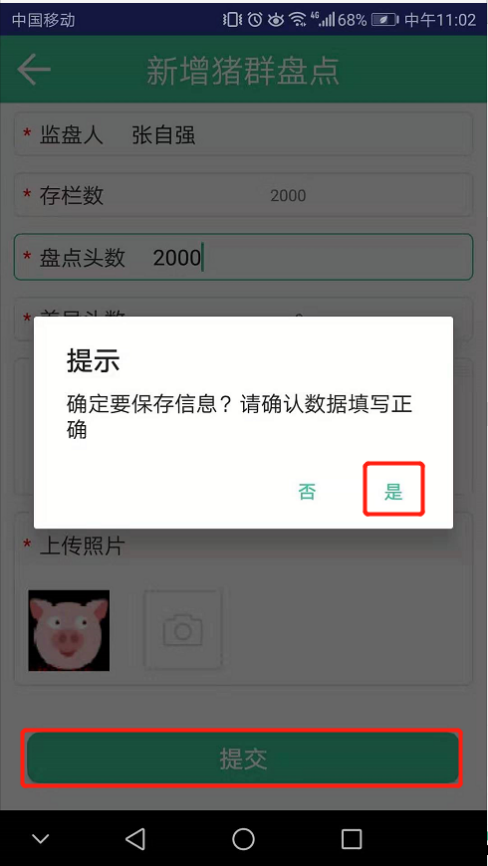 中国移动 4G 68% 中午11:02
新增猪群盘点
* 监盘人 张自强
* 存栏数 2000
* 盘点头数 2000
提示
确定要保存信息？请确认数据填写正
确
否 是
* 上传照片
提交